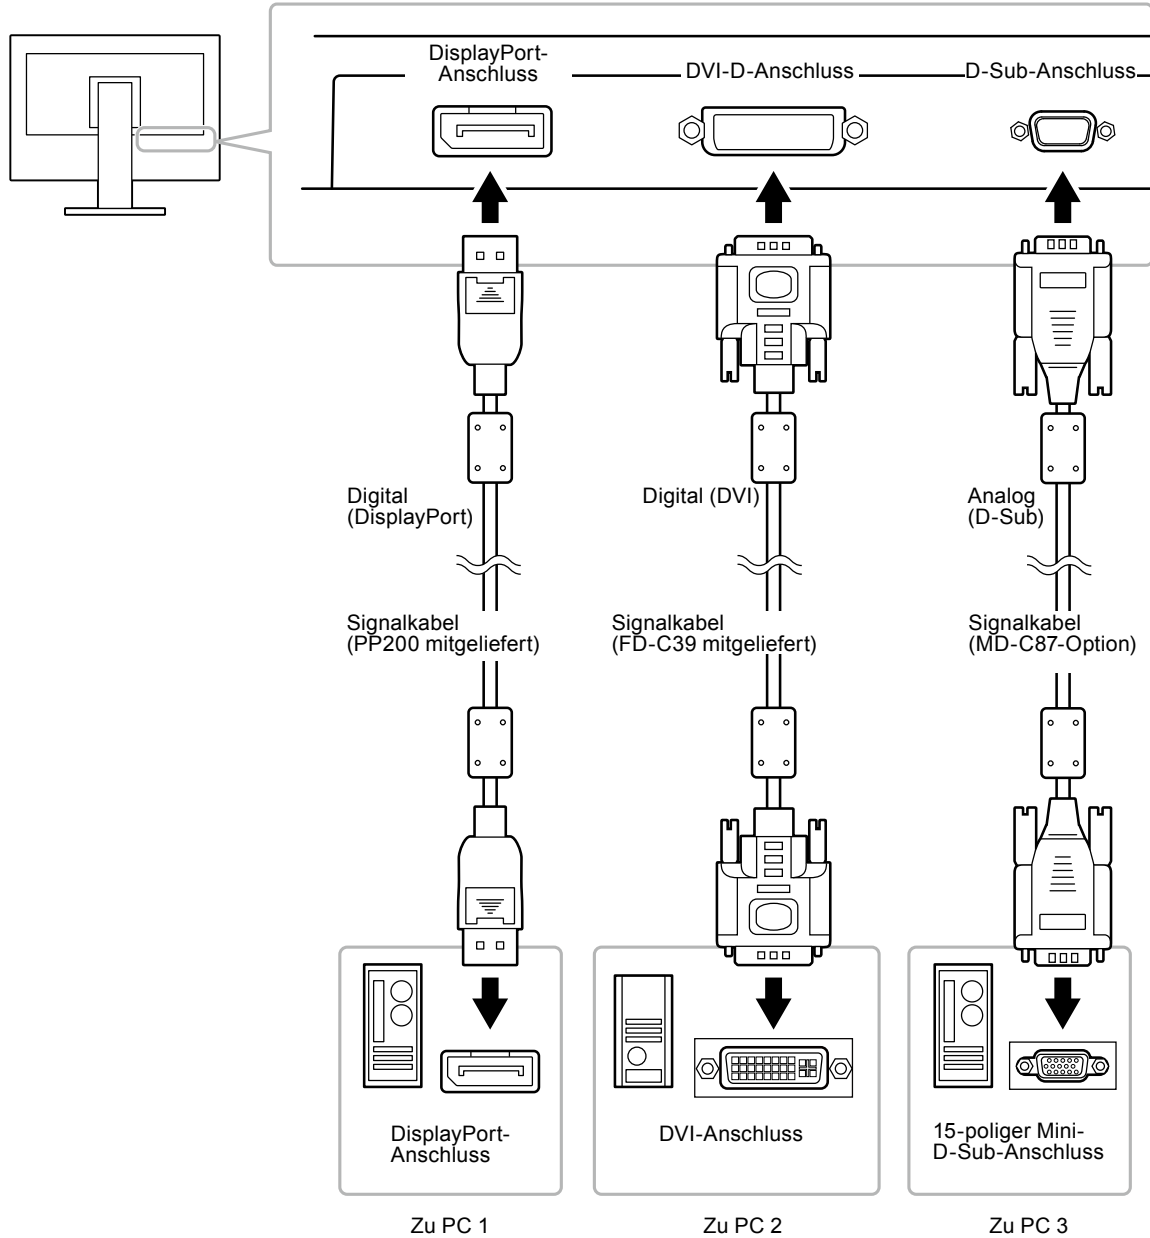 DisplayPort-
Anschluss
DVI-D-Anschluss
D-Sub-Anschluss
Digital
(DisplayPort)
Digital (DVI)
Analog
(D-Sub)
Signalkabel
(PP200 mitgeliefert)
Signalkabel
(FD-C39 mitgeliefert)
Signalkabel
(MD-C87-Option)
DisplayPort-
Anschluss
DVI-Anschluss
15-poliger Mini-
D-Sub-Anschluss
Zu PC 1
Zu PC 2
Zu PC 3